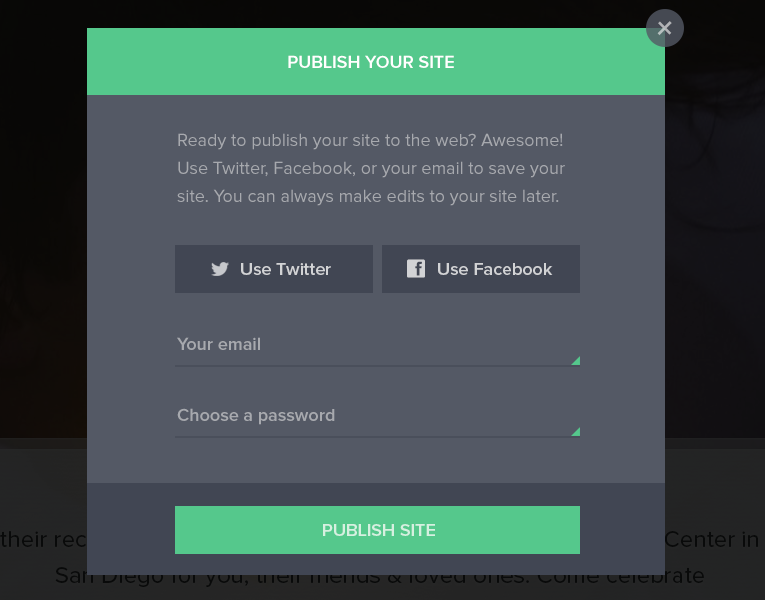 PUBLISH YOUR SITE
Ready to publish your site to the web? Awesome!
Use Twitter, Facebook, or your email to save your
site. You can always make edits to your site later.
Use Twitter
Use Facebook
Your email
Choose a password
PUBLISH SITE
their Center in
San Diego for you, their friends & loved ones. Come celebrate